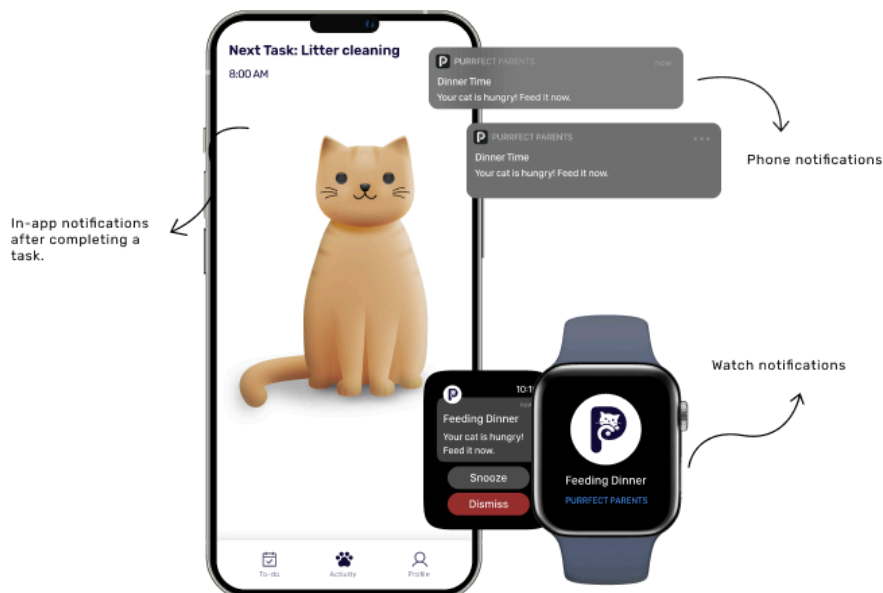 Next Task: Litter cleaning
8:00 AM
PURRFECT PARENTS
now
Dinner Time
Your cat is hungry! Feed it now.
PURRFECT PARENTS
Dinner Time
Your cat is hungry! Feed it now.
Phone notifications
In-app notifications
after completing a
task.
Watch notifications
now
Feeding Dinner
Your cat is hungry!
Feed it now.
Snooze
Dismiss
Feeding Dinner
PURRFECT PARENTS
To-do
Activity
Profile